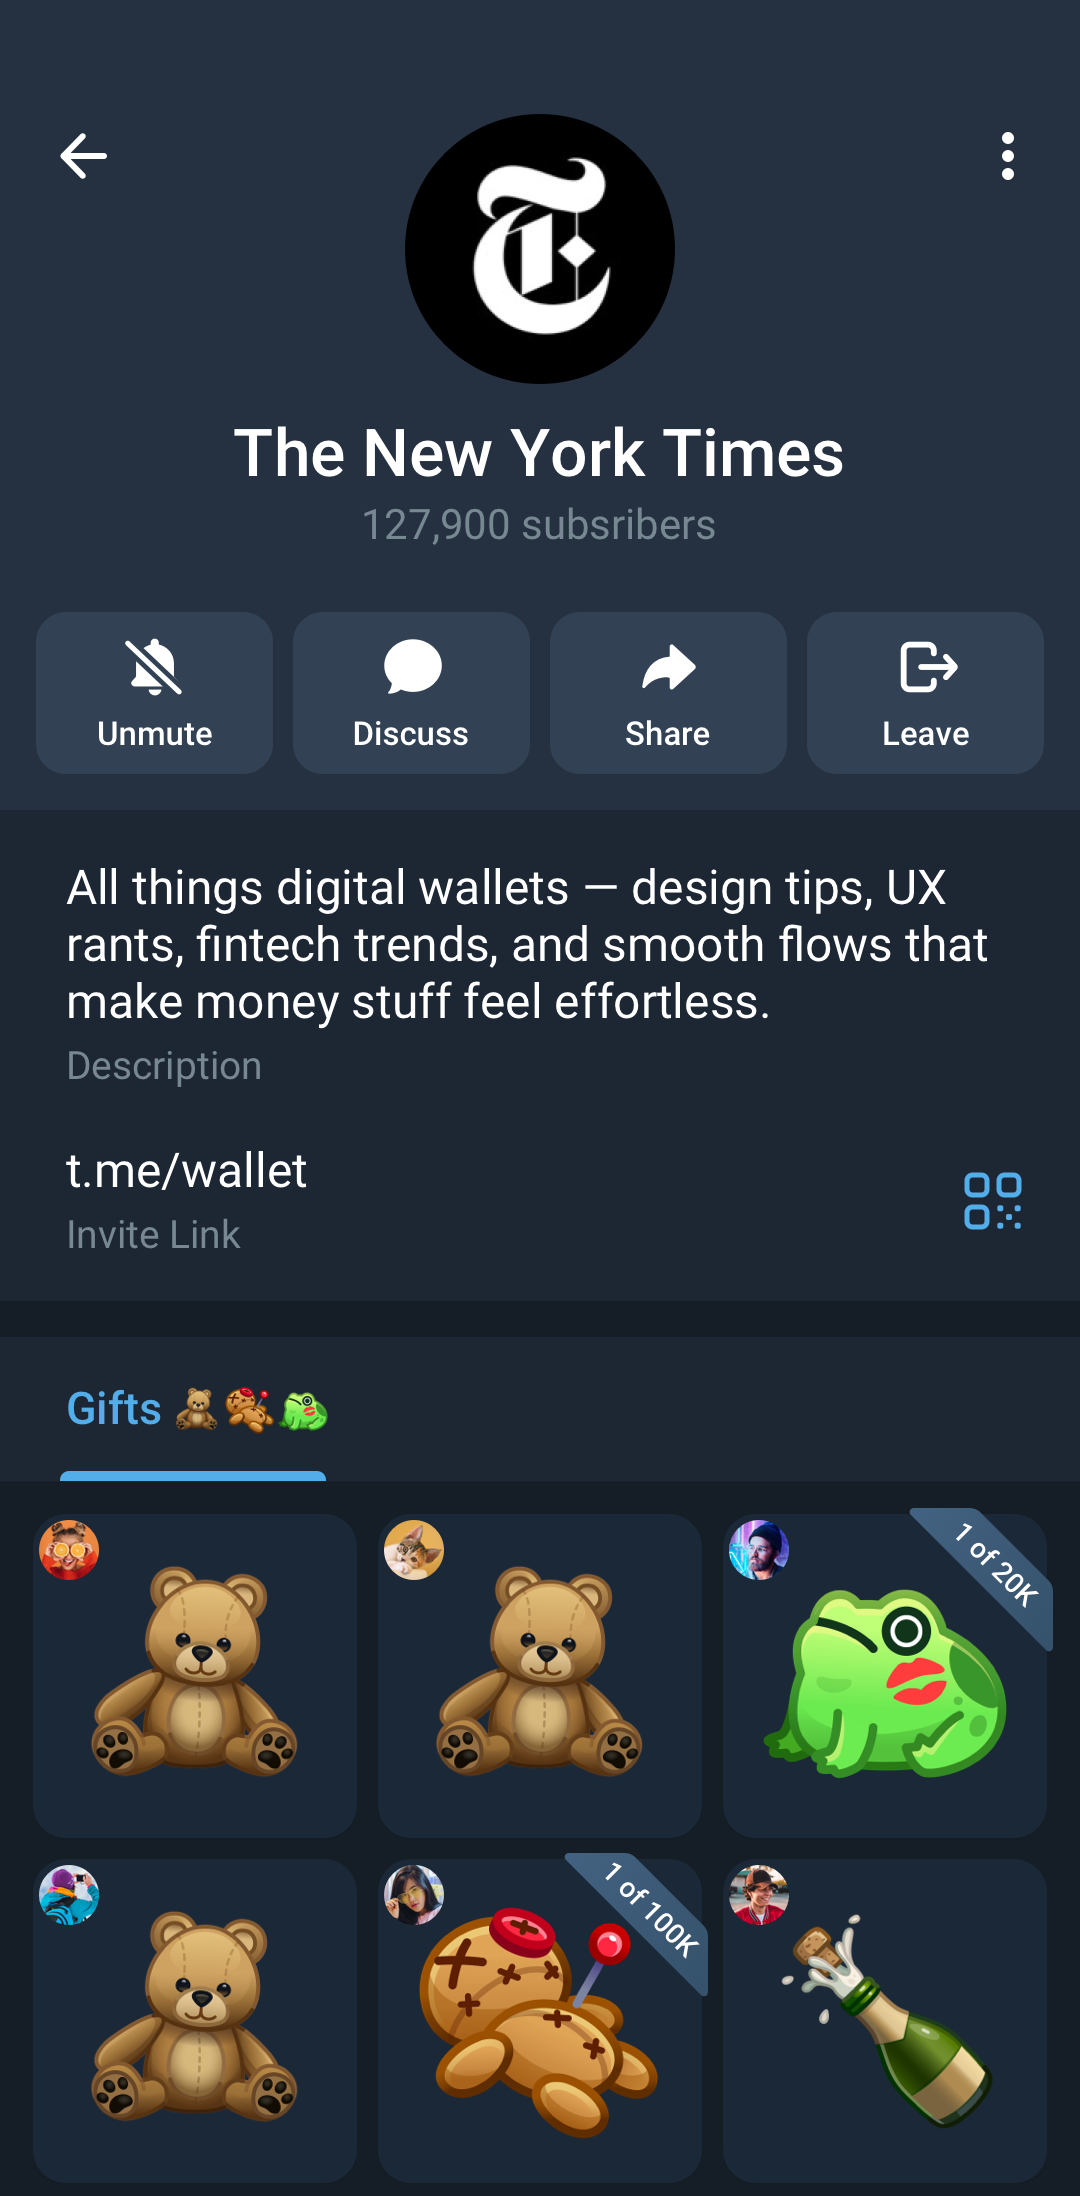 The New York Times
127,900 subsribers
Unmute
Discuss
Share
Leave
All things digital wallets — design tips, UX
rants, fintech trends, and smooth flows that
make money stuff feel effortless.
Description
t.me/wallet
Invite Link
Gifts 🧸
1 of 20K
1 of 100K